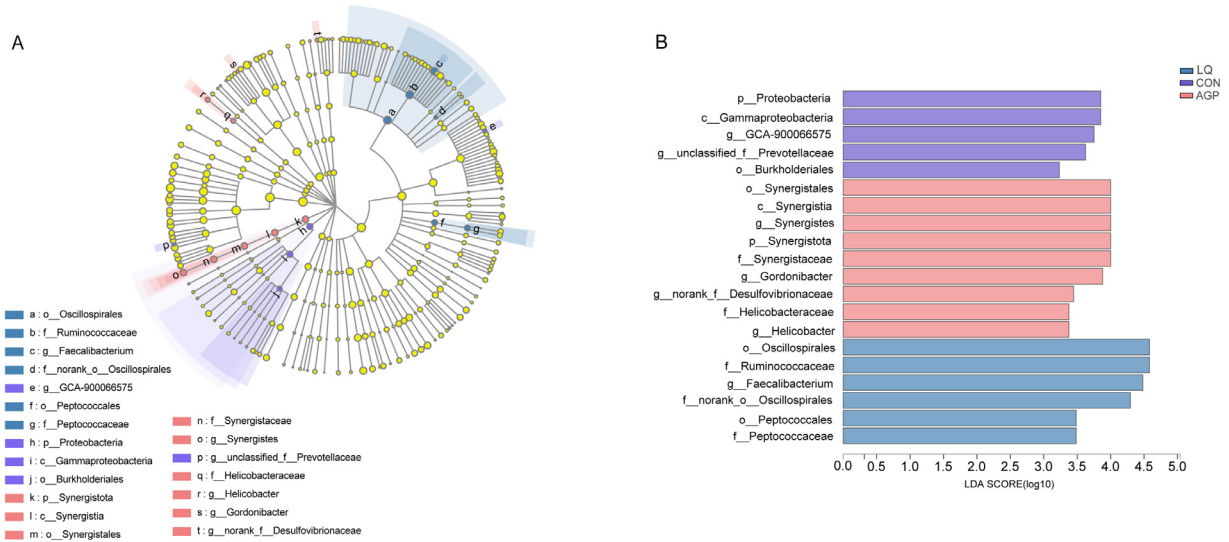 A
t
c
b
s
r
q
a
d
e
k
h
f
g
l
p
m
n
i
o
j
a : o__Oscillospirales
b : f__Ruminococcaceae
c : g__Faecalibacterium
d : f__norank_o__Oscillospirales
e : g__GCA-900066575
f : o__Peptococcales
g : f__Peptococcaceae
h : p__Proteobacteria
i : c__Gammaproteobacteria
j : o__Burkholderiales
k : p__Synergistota
l : c__Synergistia
m : o__Synergistales
n : f__Synergistaceae
o : g__Synergistes
p : g__unclassified_f__Prevotellaceae
q : f__Helicobacteraceae
r : g__Helicobacter
s : g__Gordonibacter
t : g__norank_f__Desulfovibrionaceae
B
LQ
CON
AGP
p__Proteobacteria
c__Gammaproteobacteria
g__GCA-900066575
g__unclassified_f__Prevotellaceae
o__Burkholderiales
o__Synergistales
c__Synergistia
g__Synergistes
p__Synergistota
f__Synergistaceae
g__Gordonibacter
g__norank_f__Desulfovibrionaceae
f__Helicobacteraceae
g__Helicobacter
o__Oscillospirales
f__Ruminococcaceae
g__Faecalibacterium
f__norank_o__Oscillospirales
o__Peptococcales
f__Peptococcaceae
0.0 1.0 1.0 2.0 2.0 2.5 3.0 3.5 4.0 4.5 5.0
LDA SCORE(log10)